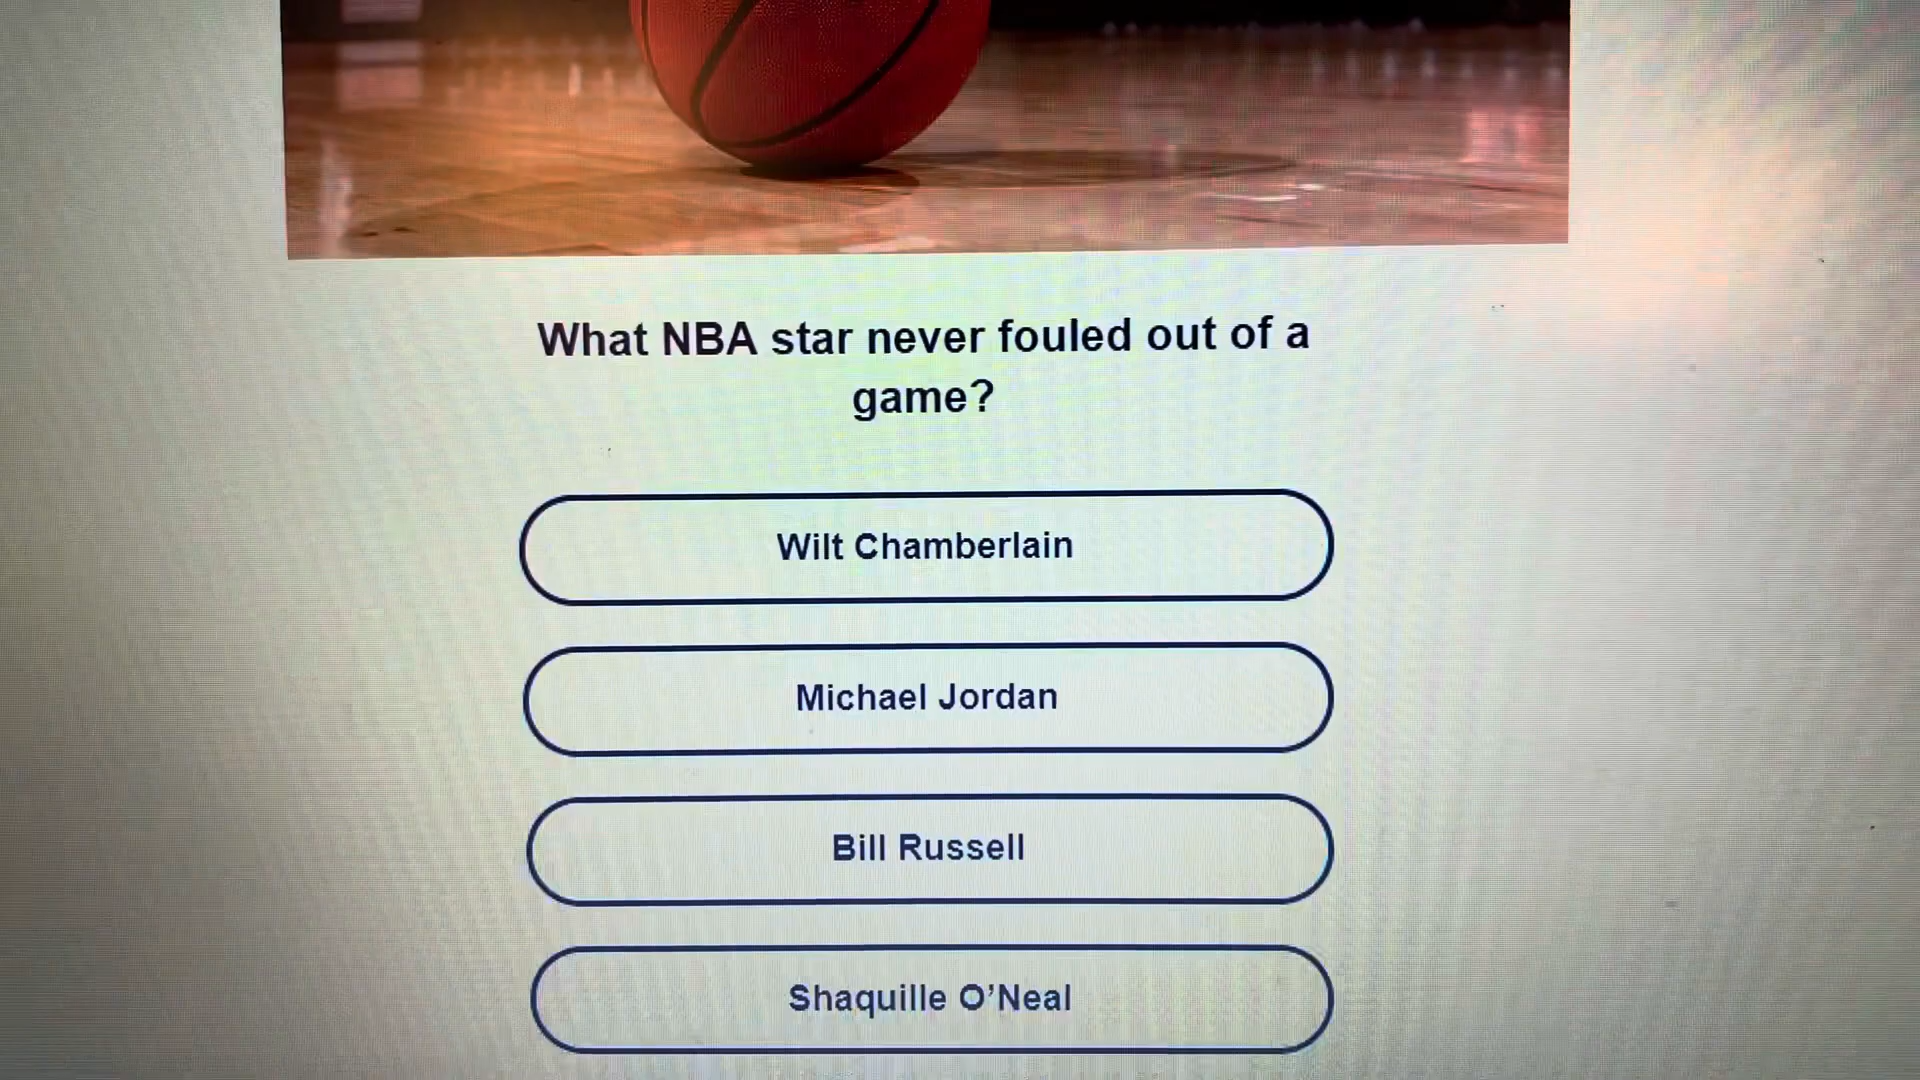 What NBA star never fouled out of a
game?
Wilt Chamberlain
Michael Jordan
Bill Russell
Shaquille O’Neal